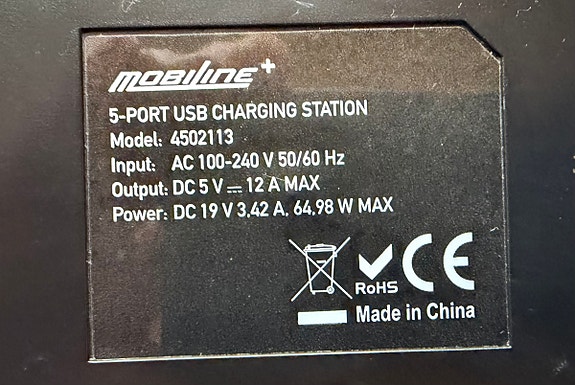 MOBILINE+
5-PORT USB CHARGING STATION
Model: 4502113
Input: AC 100-240 V 50/60 Hz
Output: DC 5 V ⎓ 12 A MAX
Power: DC 19 V 3.42 A, 64.98 W MAX
RoHS CE
Made in China